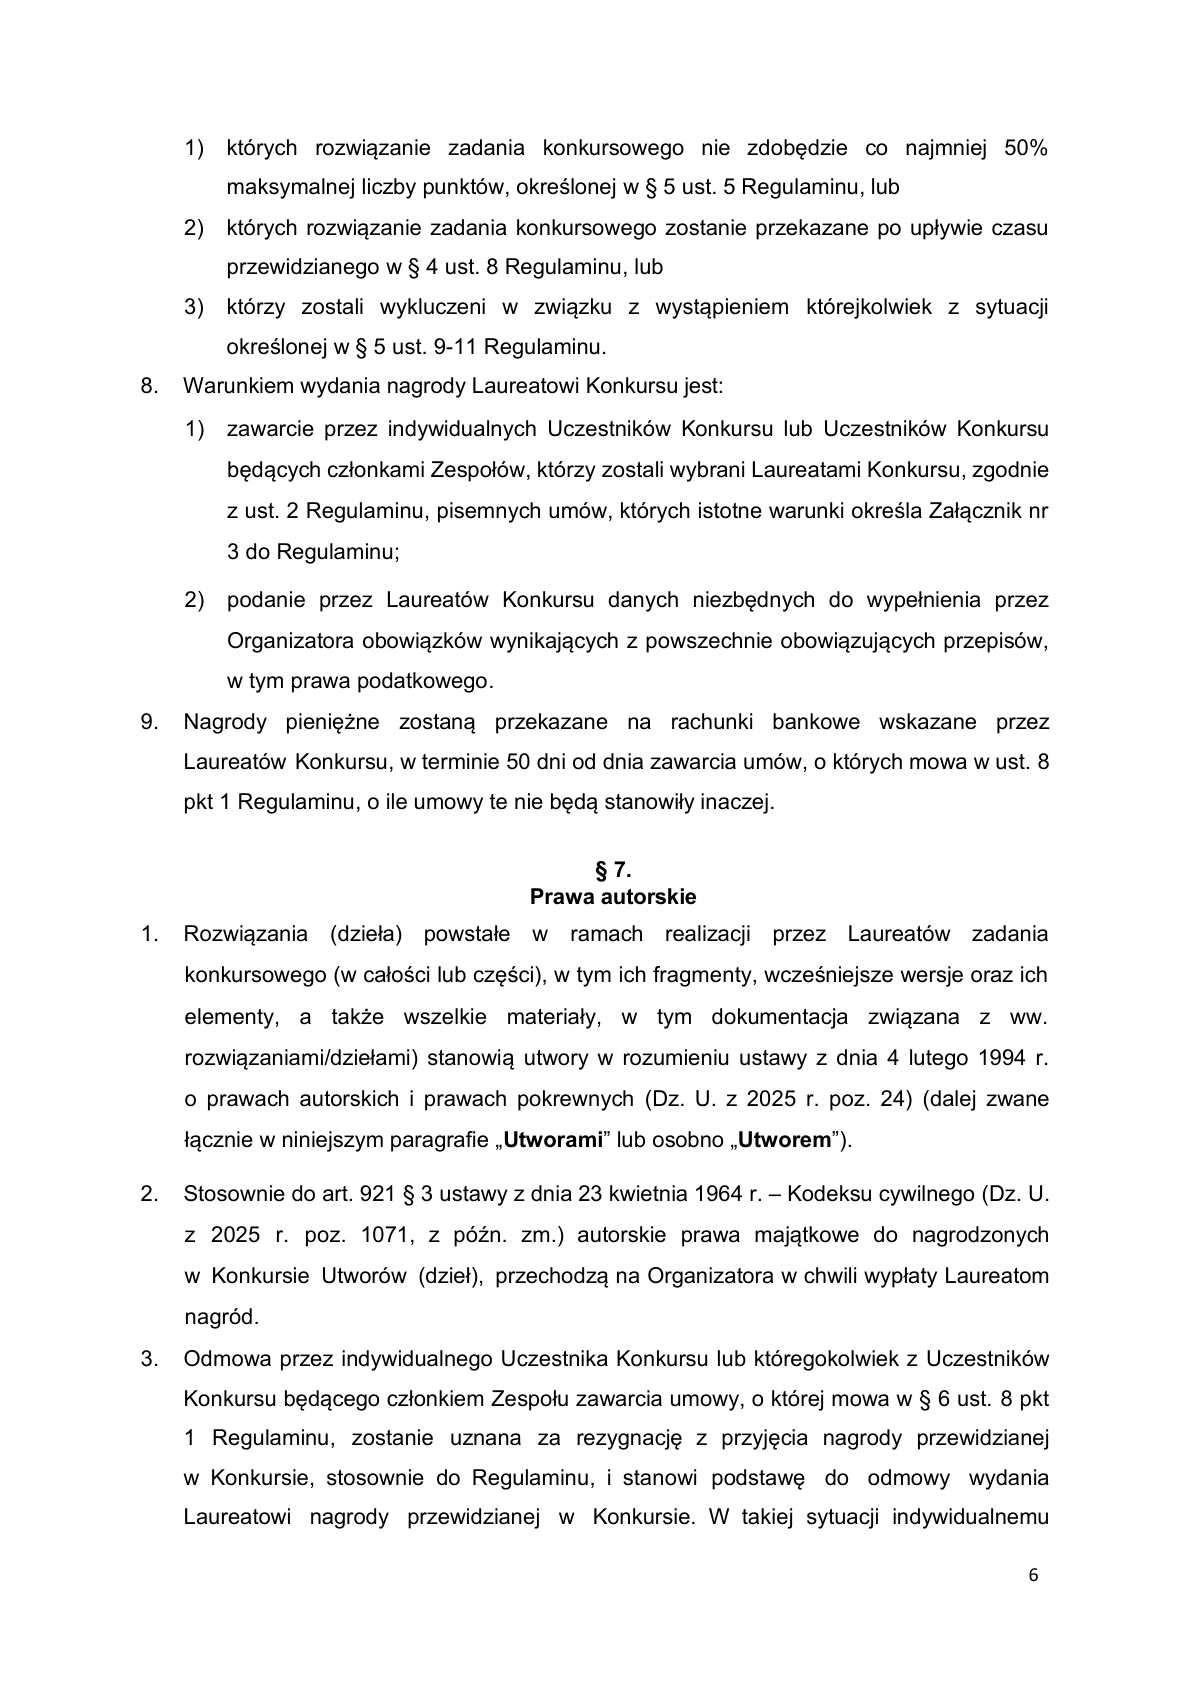 1) których rozwiązanie zadania konkursowego nie zdobędzie co najmniej 50%
maksymalnej liczby punktów, określonej w § 5 ust. 5 Regulaminu, lub
2) których rozwiązanie zadania konkursowego zostanie przekazane po upływie czasu
przewidzianego w § 4 ust. 8 Regulaminu, lub
3) którzy zostali wykluczeni w związku z wystąpieniem którejkolwiek z sytuacji
określonej w § 5 ust. 9-11 Regulaminu.
8. Warunkiem wydania nagrody Laureatowi Konkursu jest:
1) zawarcie przez indywidualnych Uczestników Konkursu lub Uczestników Konkursu
będących członkami Zespołów, którzy zostali wybrani Laureatami Konkursu, zgodnie
z ust. 2 Regulaminu, pisemnych umów, których istotne warunki określa Załącznik nr
3 do Regulaminu;
2) podanie przez Laureatów Konkursu danych niezbędnych do wypełnienia przez
Organizatora obowiązków wynikających z powszechnie obowiązujących przepisów,
w tym prawa podatkowego.
9. Nagrody pieniężne zostaną przekazane na rachunki bankowe wskazane przez
Laureatów Konkursu, w terminie 50 dni od dnia zawarcia umów, o których mowa w ust. 8
pkt 1 Regulaminu, o ile umowy te nie będą stanowiły inaczej.
§ 7.
Prawa autorskie
1. Rozwiązania (dzieła) powstałe w ramach realizacji przez Laureatów zadania
konkursowego (w całości lub części), w tym ich fragmenty, wcześniejsze wersje oraz ich
elementy, a także wszelkie materiały, w tym dokumentacja związana z ww.
rozwiązaniami/dziełami) stanowią utwory w rozumieniu ustawy z dnia 4 lutego 1994 r.
o prawach autorskich i prawach pokrewnych (Dz. U. z 2025 r. poz. 24) (dalej zwane
łącznie w niniejszym paragrafie „Utworami” lub osobno „Utworem”).
2. Stosownie do art. 921 § 3 ustawy z dnia 23 kwietnia 1964 r. – Kodeksu cywilnego (Dz. U.
z 2025 r. poz. 1071, z późn. zm.) autorskie prawa majątkowe do nagrodzonych
w Konkursie Utworów (dzieł), przechodzą na Organizatora w chwili wypłaty Laureatom
nagród.
3. Odmowa przez indywidualnego Uczestnika Konkursu lub któregokolwiek z Uczestników
Konkursu będącego członkiem Zespołu zawarcia umowy, o której mowa w § 6 ust. 8 pkt
1 Regulaminu, zostanie uznana za rezygnację z przyjęcia nagrody przewidzianej
w Konkursie, stosownie do Regulaminu, i stanowi podstawę do odmowy wydania
Laureatowi nagrody przewidzianej w Konkursie. W takiej sytuacji indywidualnemu
6